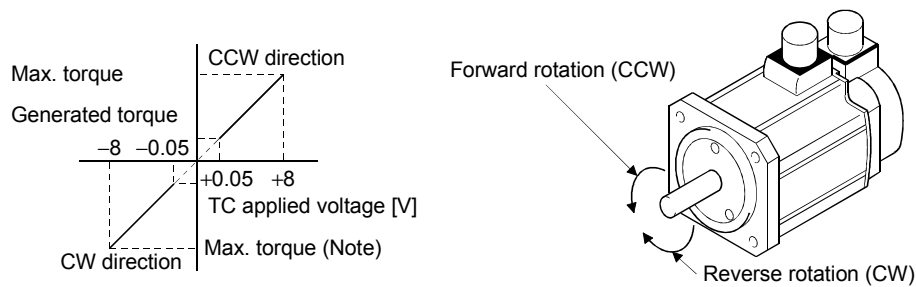 CCW direction
Max. torque
Generated torque
−8 −0.05
+0.05 +8
TC applied voltage [V]
Max. torque (Note)
CW direction
Forward rotation (CCW)
Reverse rotation (CW)